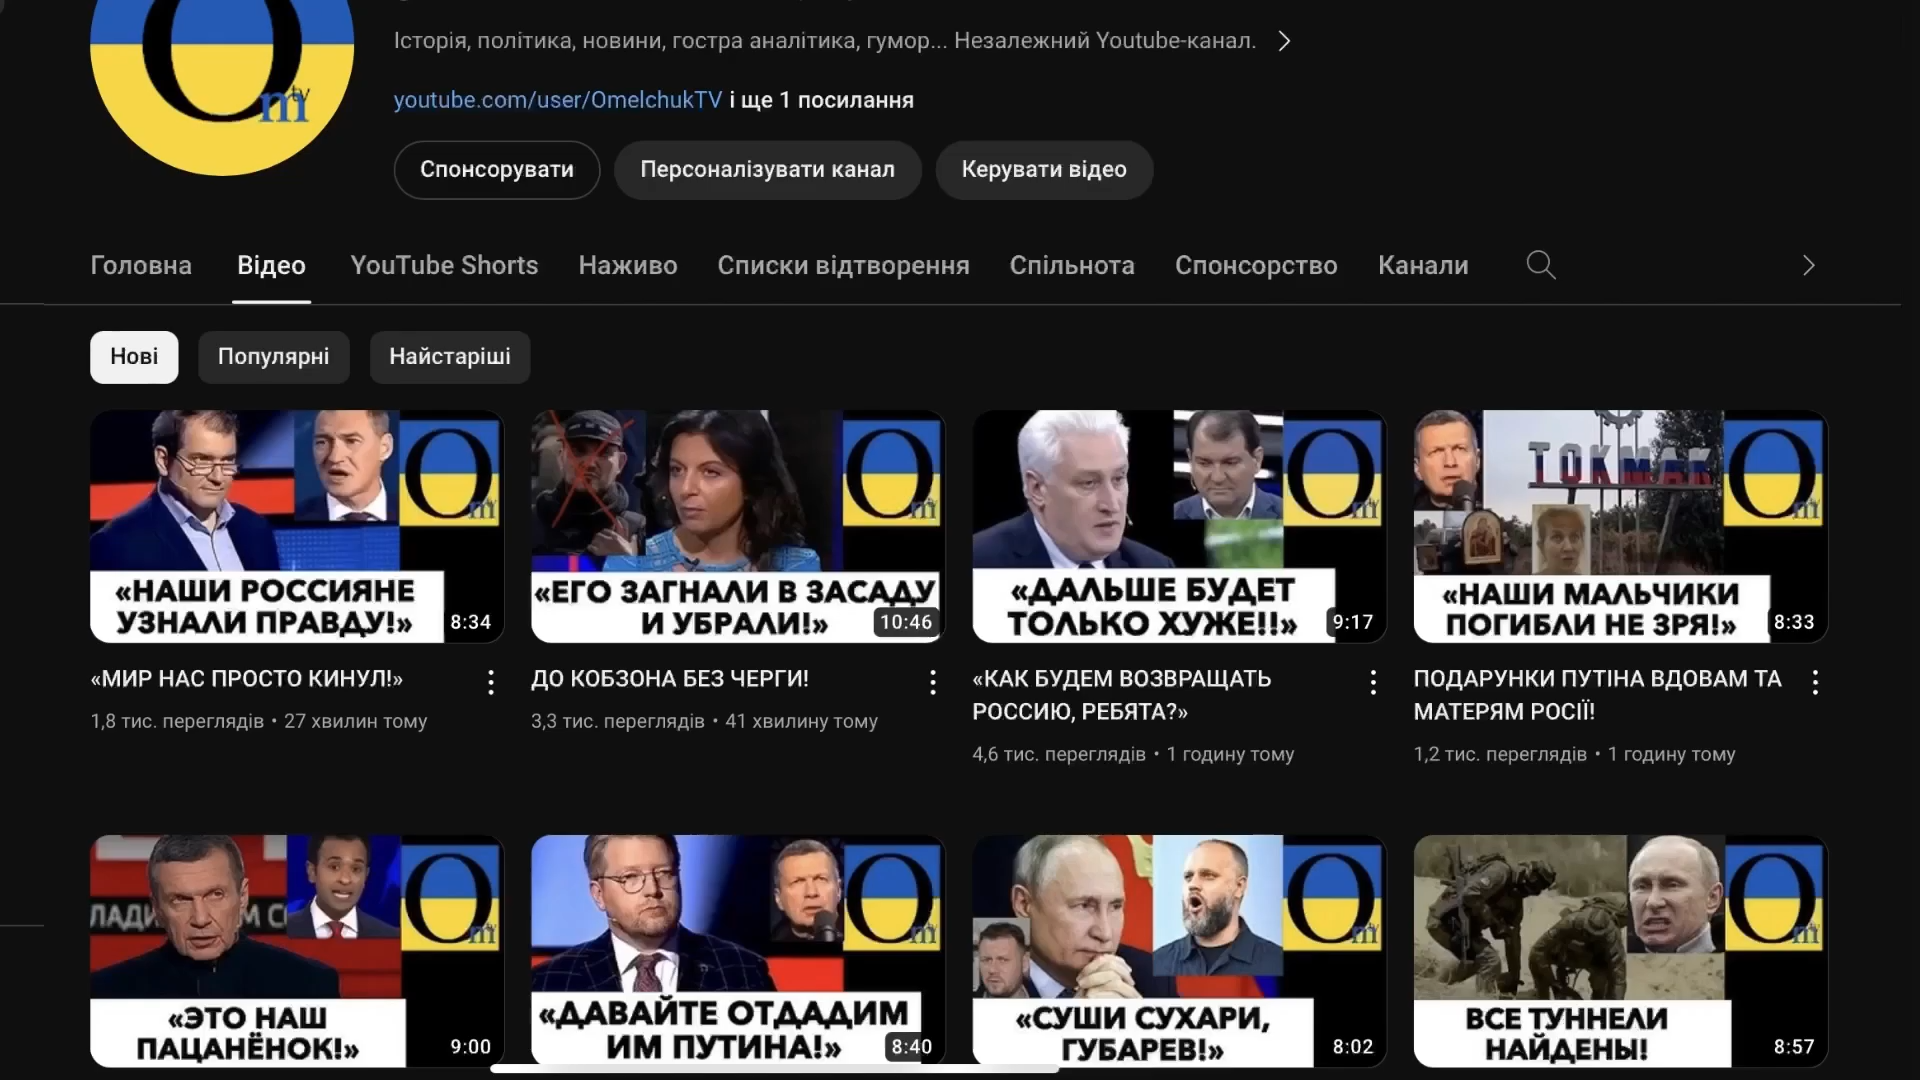 Om tv
Історія, політика, новини, гостра аналітика, гумор... Незалежний Youtube-канал.
youtube.com/user/OmelchukTV і ще 1 посилання
Спонсорувати
Персоналізувати канал
Керувати відео
Головна
Відео
YouTube Shorts
Наживо
Списки відтворення
Спільнота
Спонсорство
Канали
Нові
Популярні
Найстаріші
«НАШИ РОССИЯНЕ
УЗНАЛИ ПРАВДУ!»
8:34
«МИР НАС ПРОСТО КИНУЛ!»
1,8 тис. переглядів • 27 хвилин тому
«ЕГО ЗАГНАЛИ В ЗАСАДУ
И УБРАЛИ!»
10:46
ДО КОБЗОНА БЕЗ ЧЕРГИ!
3,3 тис. переглядів • 41 хвилину тому
«ДАЛЬШЕ БУДЕТ
ТОЛЬКО ХУЖЕ!!»
9:17
«КАК БУДЕМ ВОЗВРАЩАТЬ
РОССИЮ, РЕБЯТА?»
4,6 тис. переглядів • 1 годину тому
ТОКМАК
«НАШИ МАЛЬЧИКИ
ПОГИБЛИ НЕ ЗРЯ!»
8:33
ПОДАРУНКИ ПУТІНА ВДОВАМ ТА
МАТЕРЯМ РОСІЇ!
1,2 тис. переглядів • 1 годину тому
«ЭТО НАШ
ПАЦАНЁНОК!»
9:00
«ДАВАЙТЕ ОТДАДИМ
ИМ ПУТИНА!»
8:40
«СУШИ СУХАРИ,
ГУБАРЕВ!»
8:02
ВСЕ ТУННЕЛИ
НАЙДЕНЫ!
8:57